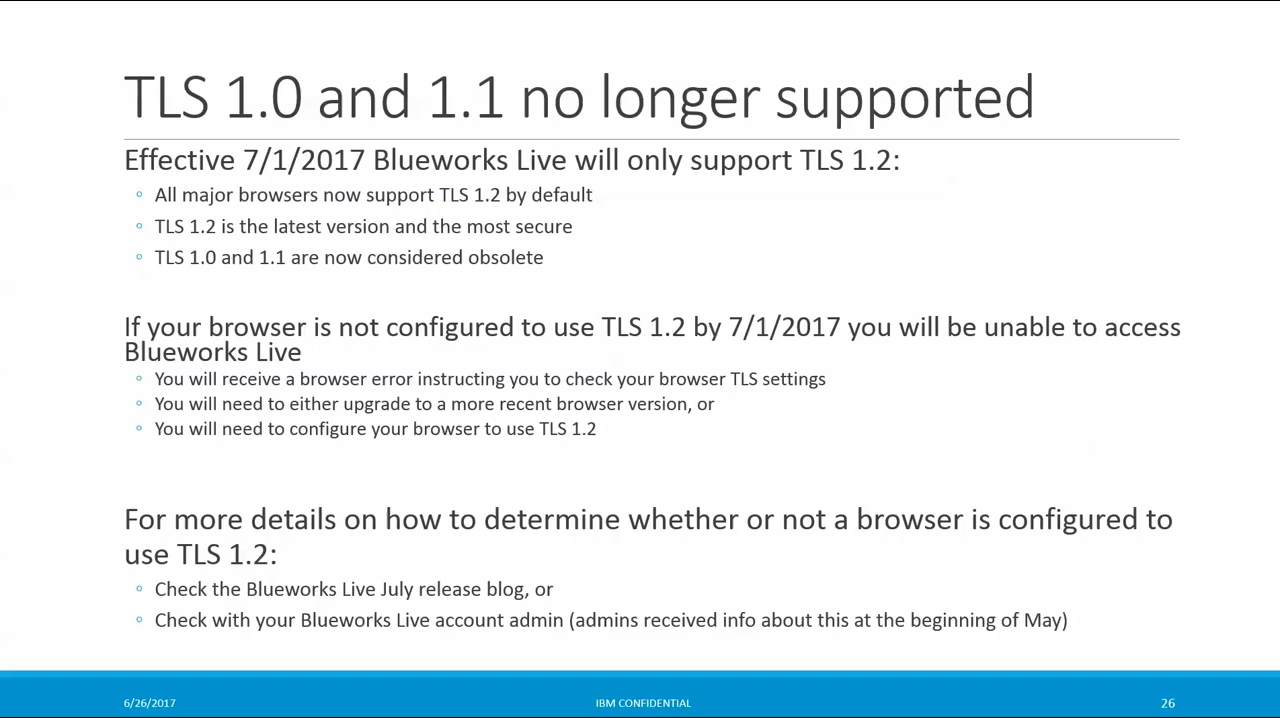 TLS 1.0 and 1.1 no longer supported
Effective 7/1/2017 Blueworks Live will only support TLS 1.2:
◦ All major browsers now support TLS 1.2 by default
◦ TLS 1.2 is the latest version and the most secure
◦ TLS 1.0 and 1.1 are now considered obsolete
If your browser is not configured to use TLS 1.2 by 7/1/2017 you will be unable to access
Blueworks Live
◦ You will receive a browser error instructing you to check your browser TLS settings
◦ You will need to either upgrade to a more recent browser version, or
◦ You will need to configure your browser to use TLS 1.2
For more details on how to determine whether or not a browser is configured to
use TLS 1.2:
◦ Check the Blueworks Live July release blog, or
◦ Check with your Blueworks Live account admin (admins received info about this at the beginning of May)
6/26/2017 IBM CONFIDENTIAL 26